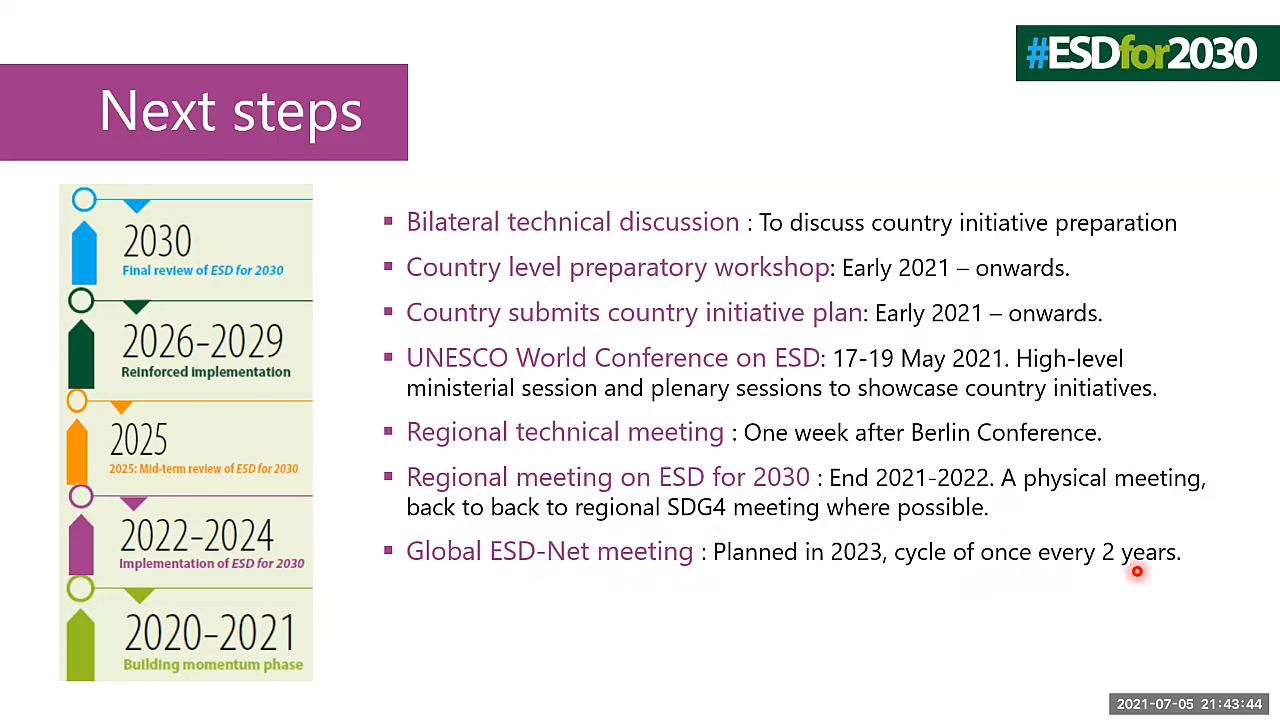 #ESDfor2030
Next steps
2030
Final review of ESD for 2030
2026–2029
Reinforced implementation
2025
2025: Mid-term review of ESD for 2030
2022–2024
Implementation of ESD for 2030
2020–2021
Building momentum phase
▪ Bilateral technical discussion : To discuss country initiative preparation
▪ Country level preparatory workshop: Early 2021 – onwards.
▪ Country submits country initiative plan: Early 2021 – onwards.
▪ UNESCO World Conference on ESD: 17-19 May 2021. High-level
ministerial session and plenary sessions to showcase country initiatives.
▪ Regional technical meeting : One week after Berlin Conference.
▪ Regional meeting on ESD for 2030 : End 2021-2022. A physical meeting,
back to back to regional SDG4 meeting where possible.
▪ Global ESD-Net meeting : Planned in 2023, cycle of once every 2 years.
2021-07-05 21:43:44